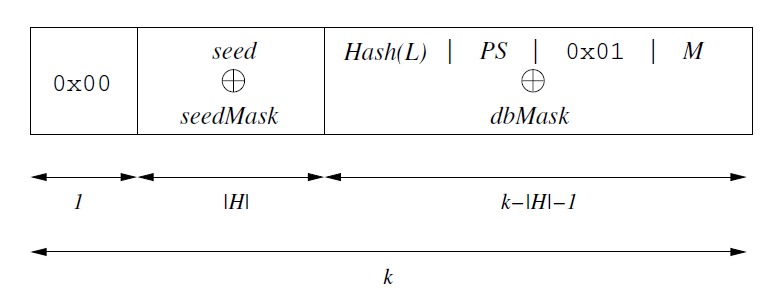 seed Hash(L) | PS | 0x01 | M
0x00 ⊕ ⊕
seedMask dbMask
1 |H| k−|H|−1
k